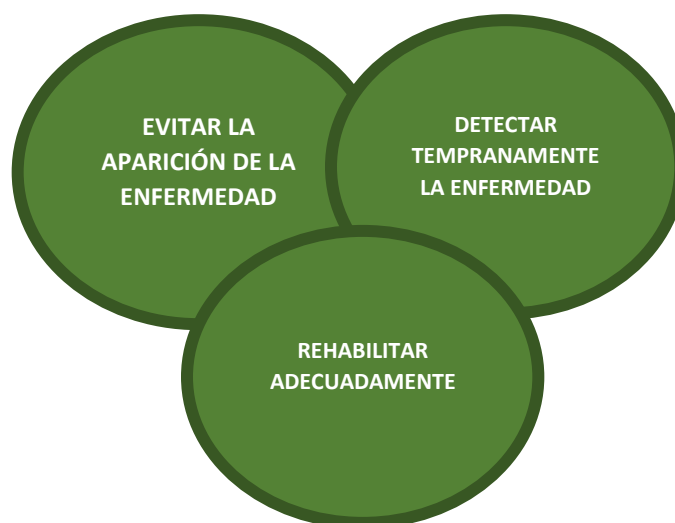 EVITAR LA
APARICIÓN DE LA
ENFERMEDAD
DETECTAR
TEMPRANAMENTE
LA ENFERMEDAD
REHABILITAR
ADECUADAMENTE